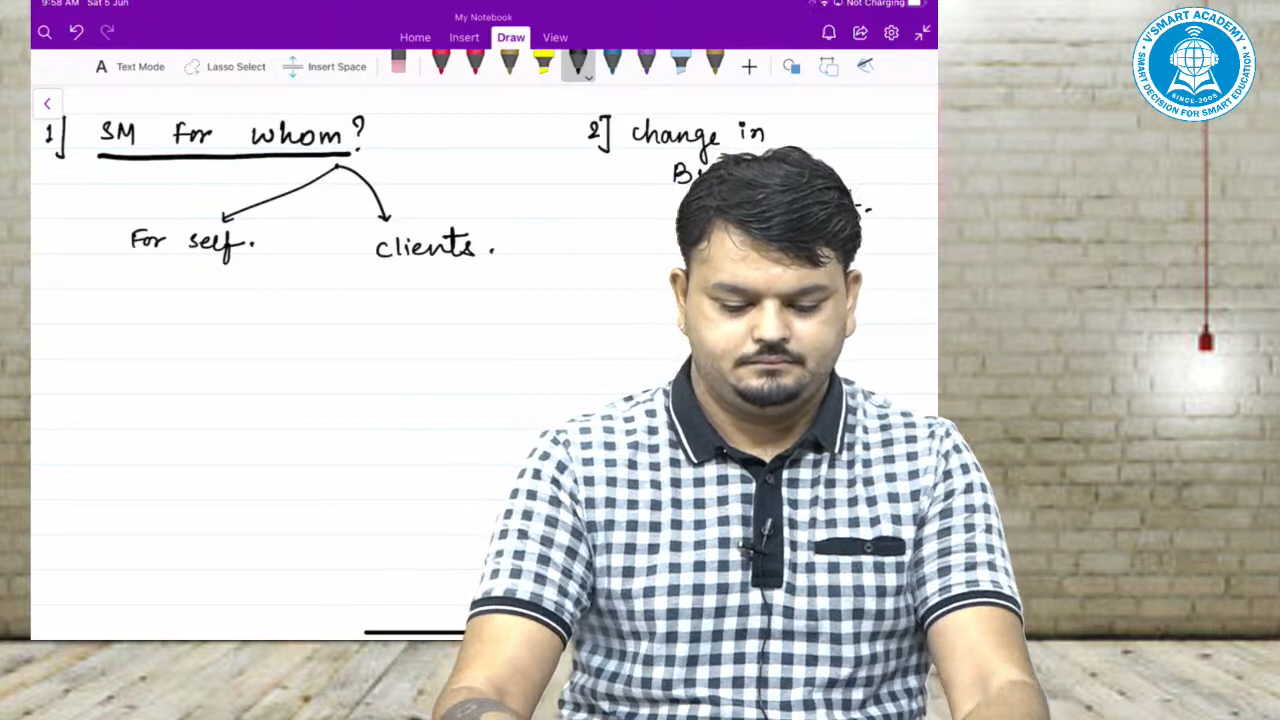 9:58 AM Sat 5 Jun
Not Charging
My Notebook
Home Insert Draw View
Text Mode
Lasso Select
Insert Space
1] SM For whom?
For self.
clients.
2] change in
V'SMART ACADEMY
SINCE-2005
SMART DECISION FOR SMART EDUCATION